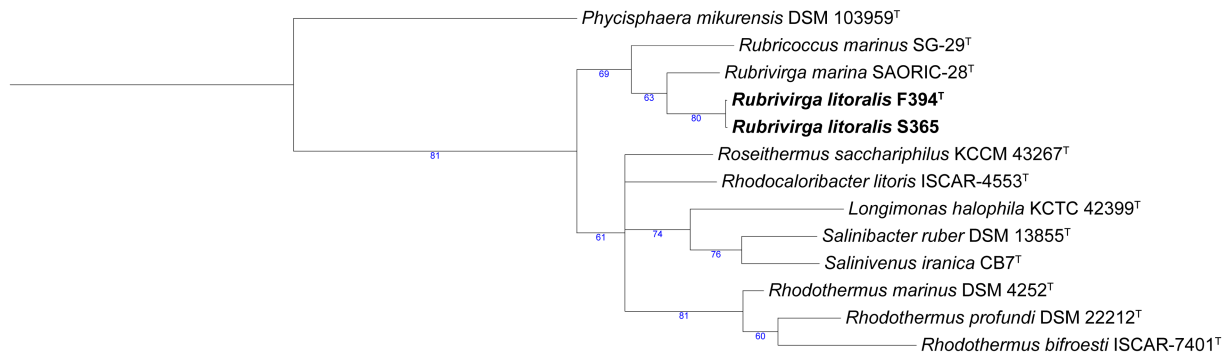 Phycisphaera mikurensis DSM 103959ᵀ
Rubricoccus marinus SG-29ᵀ
69
Rubrivirga marina SAORIC-28ᵀ
63
Rubrivirga litoralis F394ᵀ
80
Rubrivirga litoralis S365
81
Roseithermus sacchariphilus KCCM 43267ᵀ
Rhodocaloribacter litoris ISCAR-4553ᵀ
Longimonas halophila KCTC 42399ᵀ
61
74
Salinibacter ruber DSM 13855ᵀ
76
Salinivenus iranica CB7ᵀ
Rhodothermus marinus DSM 4252ᵀ
81
Rhodothermus profundi DSM 22212ᵀ
60
Rhodothermus bifroesti ISCAR-7401ᵀ